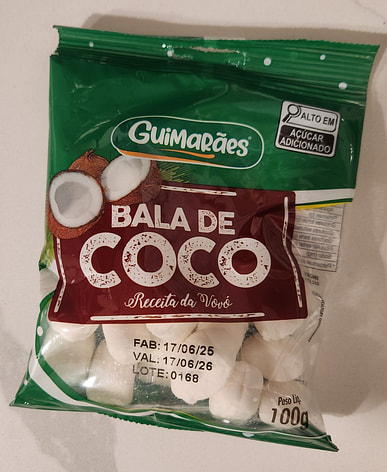 GUIMARÃES
ALTO EM
AÇÚCAR
ADICIONADO
BALA DE
COCO
Receita da Vovó
FAB: 17/06/25
VAL: 17/06/26
LOTE: 0168
Peso Líq.
100g